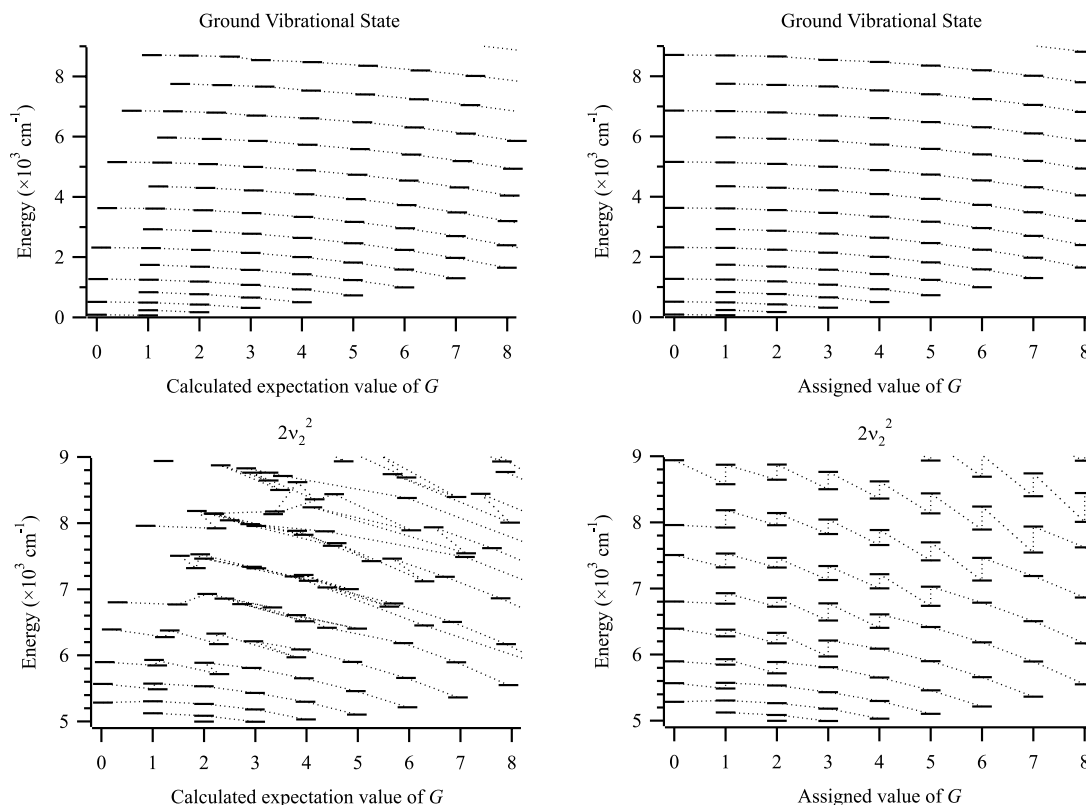 Ground Vibrational State
8
6
4
2
0
Energy (×10³ cm⁻¹)
0 1 2 3 4 5 6 7 8
Calculated expectation value of G
Ground Vibrational State
8
6
4
2
0
Energy (×10³ cm⁻¹)
0 1 2 3 4 5 6 7 8
Assigned value of G
2ν₂²
9
8
7
6
5
Energy (×10³ cm⁻¹)
0 1 2 3 4 5 6 7 8
Calculated expectation value of G
2ν₂²
9
8
7
6
5
Energy (×10³ cm⁻¹)
0 1 2 3 4 5 6 7 8
Assigned value of G